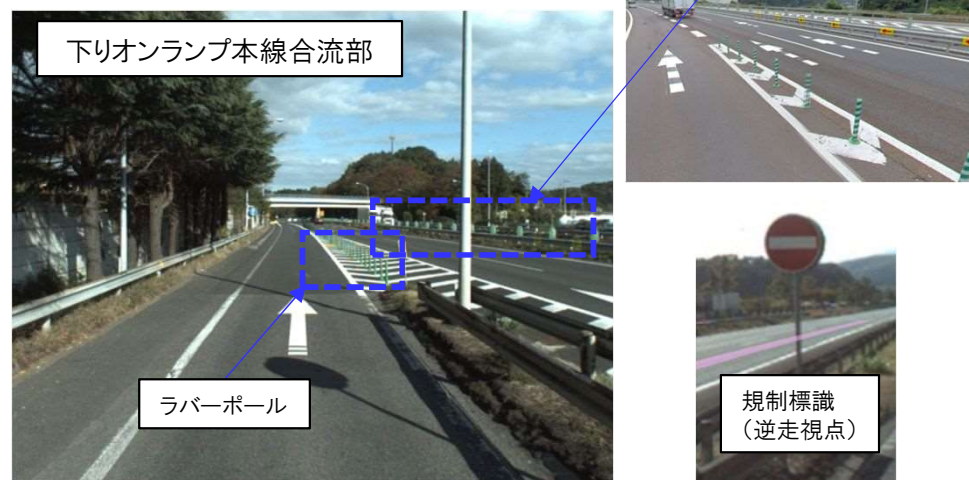 下りオンランプ本線合流部
ラバーポール
規制標識
（逆走視点）